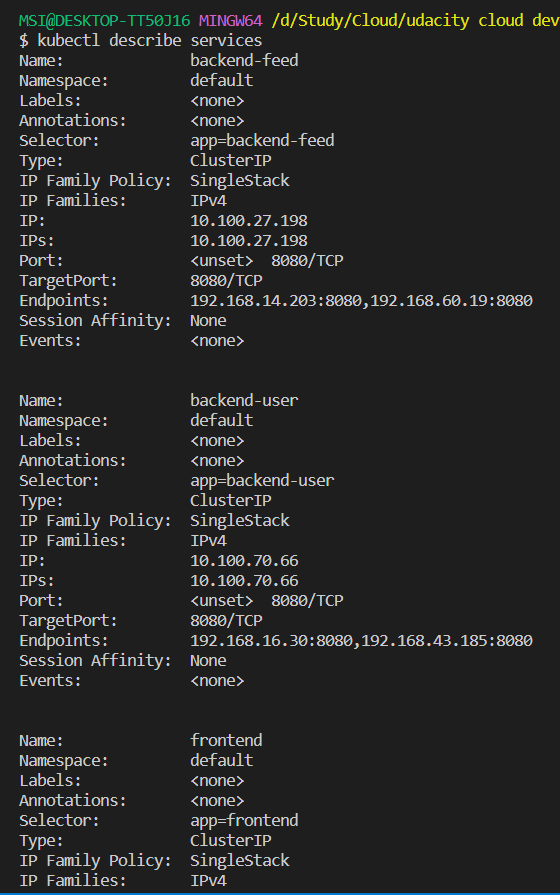 MSI@DESKTOP-TT50J16 MINGW64 /d/Study/Cloud/udacity cloud dev
$ kubectl describe services
Name:              backend-feed
Namespace:         default
Labels:            <none>
Annotations:       <none>
Selector:          app=backend-feed
Type:              ClusterIP
IP Family Policy:  SingleStack
IP Families:       IPv4
IP:                10.100.27.198
IPs:               10.100.27.198
Port:              <unset>  8080/TCP
TargetPort:        8080/TCP
Endpoints:         192.168.14.203:8080,192.168.60.19:8080
Session Affinity:  None
Events:            <none>


Name:              backend-user
Namespace:         default
Labels:            <none>
Annotations:       <none>
Selector:          app=backend-user
Type:              ClusterIP
IP Family Policy:  SingleStack
IP Families:       IPv4
IP:                10.100.70.66
IPs:               10.100.70.66
Port:              <unset>  8080/TCP
TargetPort:        8080/TCP
Endpoints:         192.168.16.30:8080,192.168.43.185:8080
Session Affinity:  None
Events:            <none>


Name:              frontend
Namespace:         default
Labels:            <none>
Annotations:       <none>
Selector:          app=frontend
Type:              ClusterIP
IP Family Policy:  SingleStack
IP Families:       IPv4